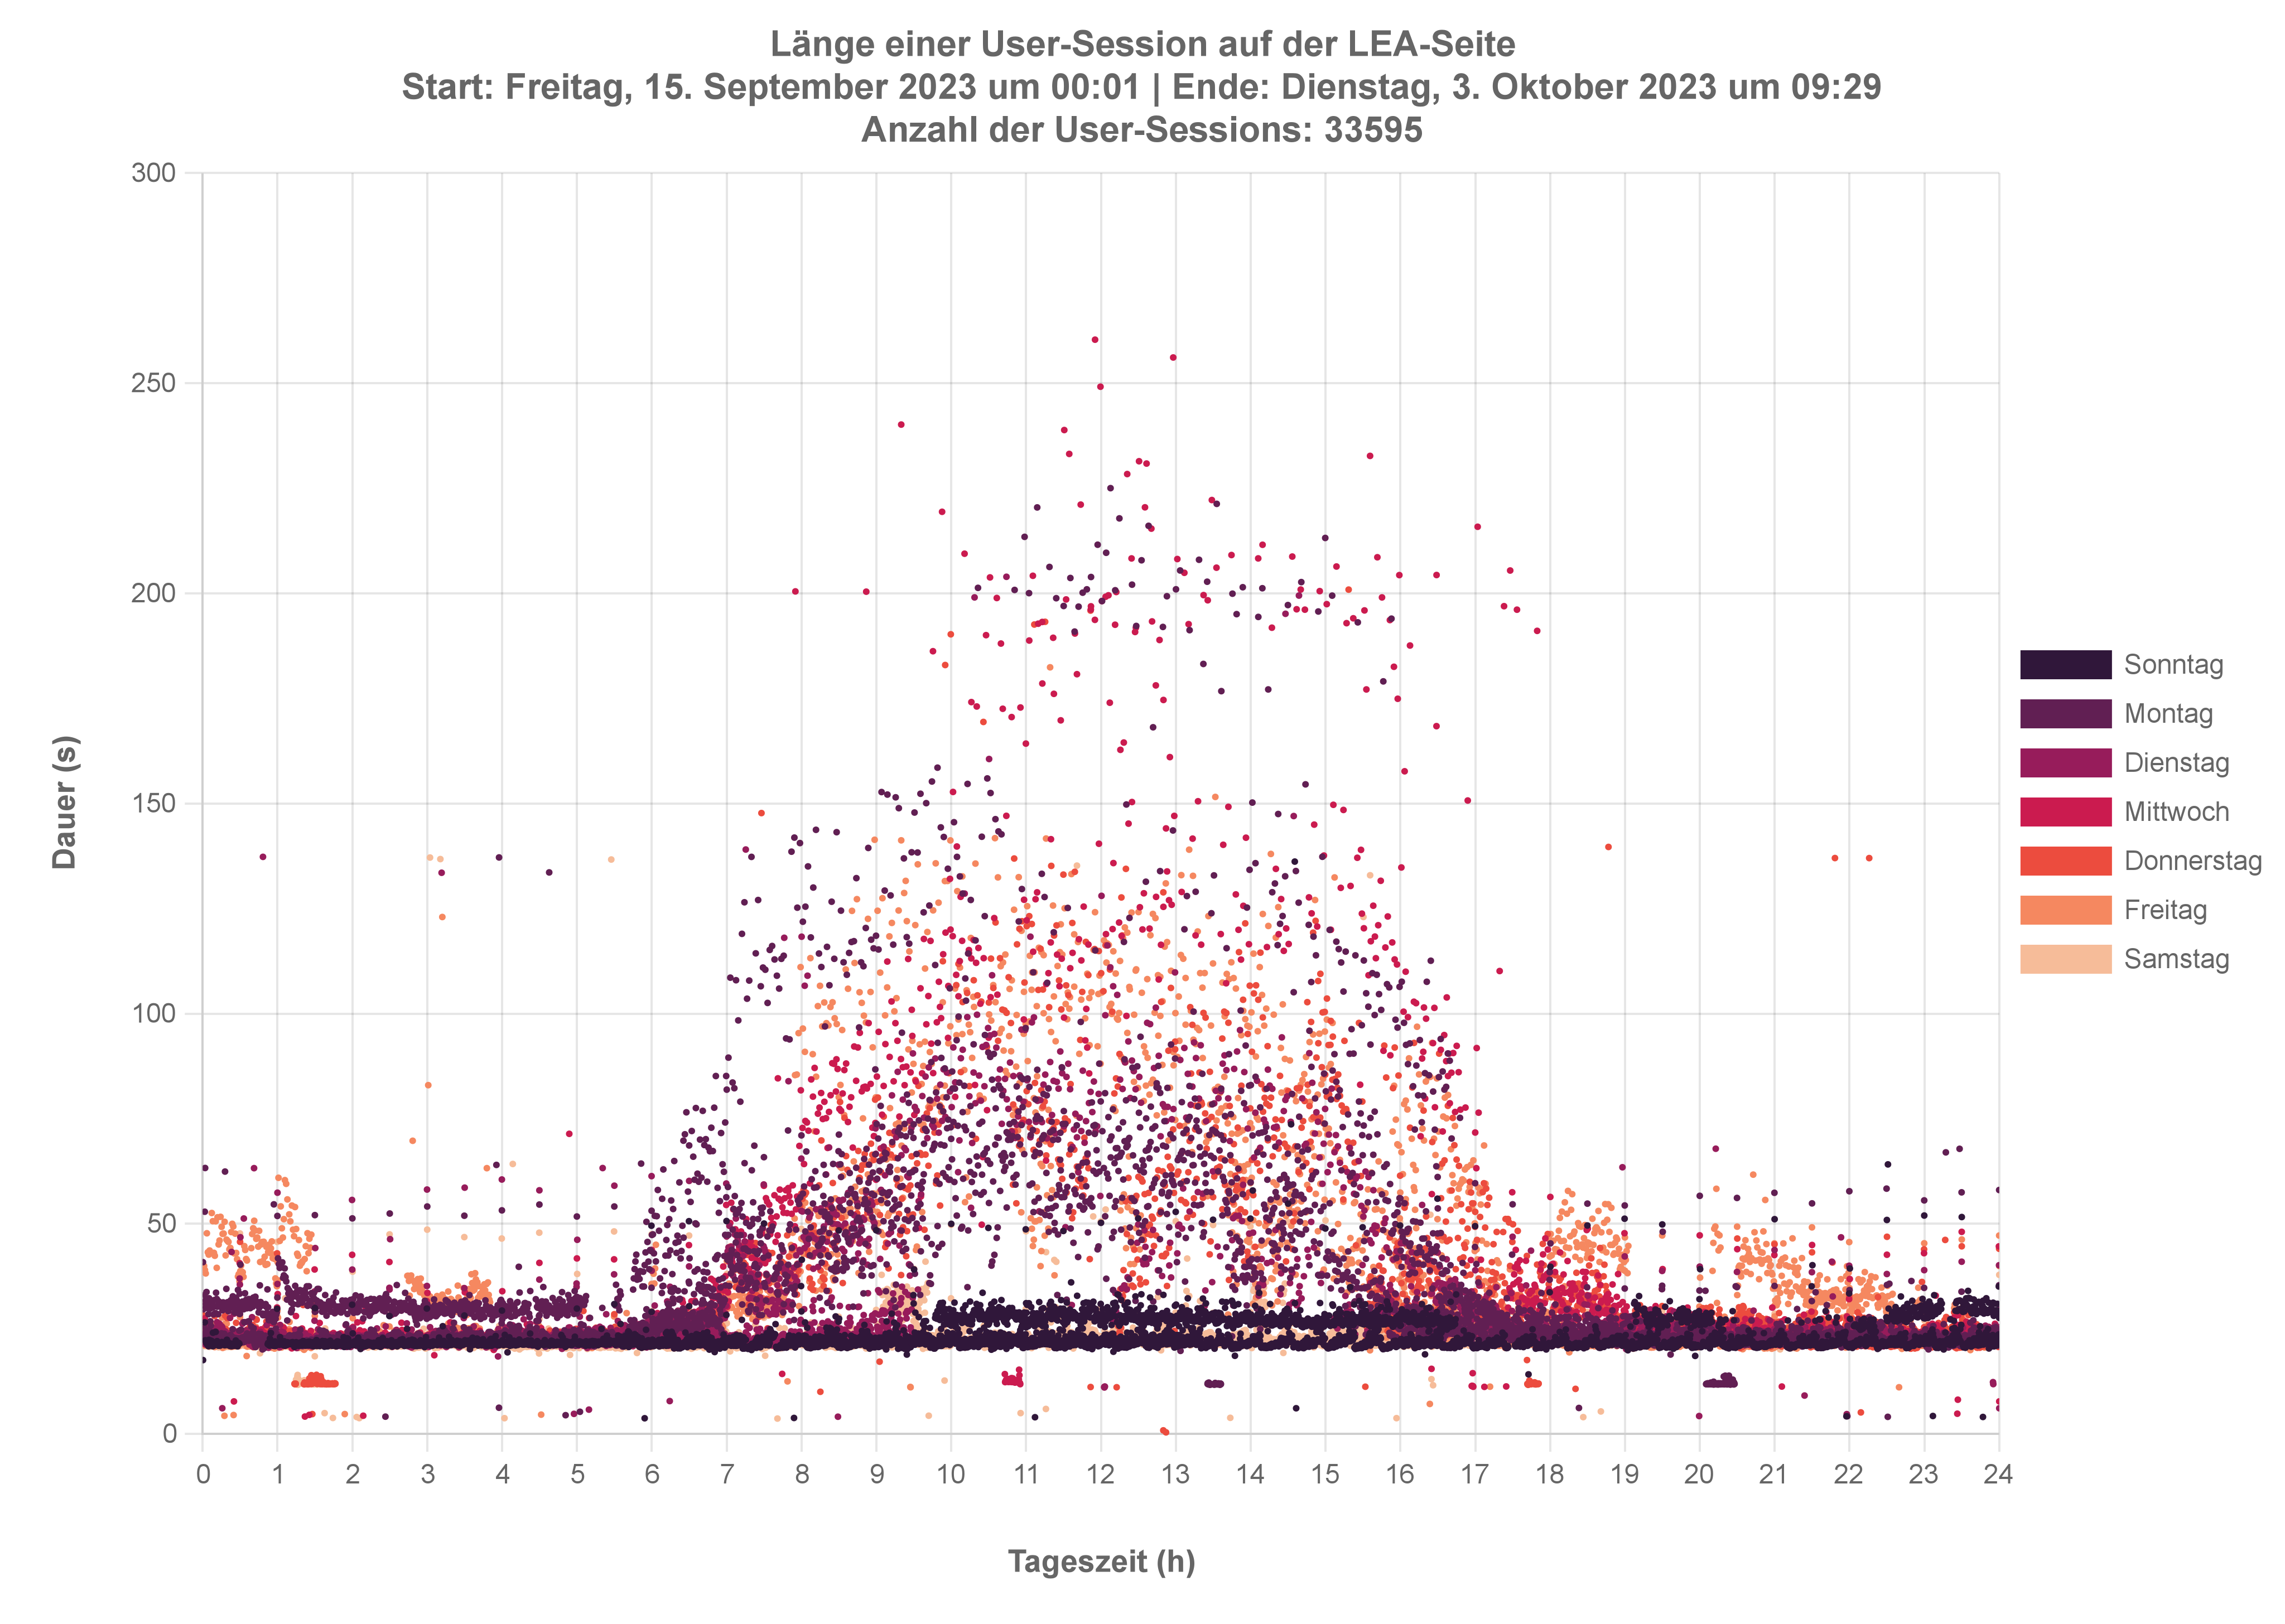 Länge einer User-Session auf der LEA-Seite
Start: Freitag, 15. September 2023 um 00:01 | Ende: Dienstag, 3. Oktober 2023 um 09:29
Anzahl der User-Sessions: 33595
300
250
200
150
100
50
0
Dauer (s)
0 1 2 3 4 5 6 7 8 9 10 11 12 13 14 15 16 17 18 19 20 21 22 23 24
Tageszeit (h)
Sonntag
Montag
Dienstag
Mittwoch
Donnerstag
Freitag
Samstag